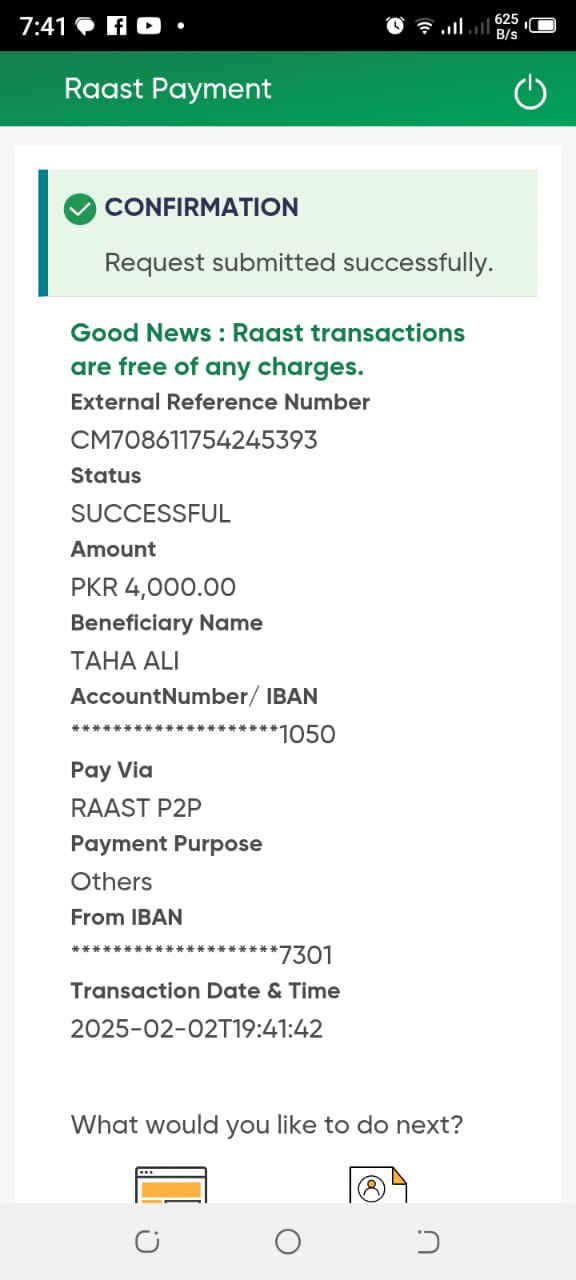 7:41
625
B/s
Raast Payment
CONFIRMATION
Request submitted successfully.
Good News : Raast transactions
are free of any charges.
External Reference Number
CM708611754245393
Status
SUCCESSFUL
Amount
PKR 4,000.00
Beneficiary Name
TAHA ALI
AccountNumber/ IBAN
********************1050
Pay Via
RAAST P2P
Payment Purpose
Others
From IBAN
********************7301
Transaction Date & Time
2025-02-02T19:41:42
What would you like to do next?